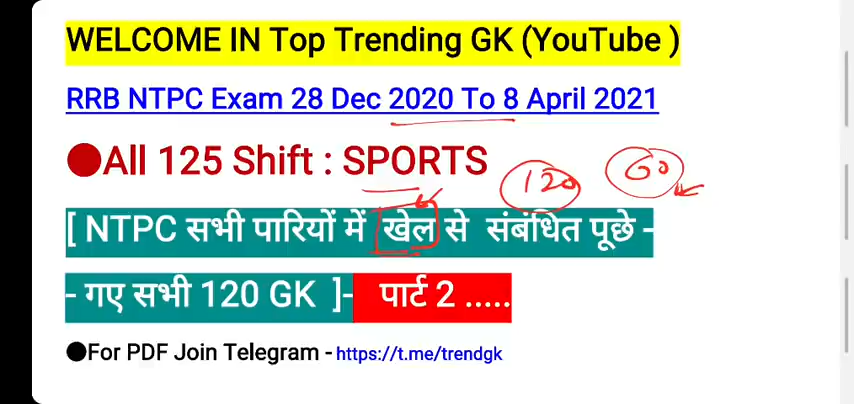 WELCOME IN Top Trending GK (YouTube )
RRB NTPC Exam 28 Dec 2020 To 8 April 2021
●All 125 Shift : SPORTS
120 60
[ NTPC सभी पारियों में खेल से संबंधित पूछे -
- गए सभी 120 GK ]- पार्ट 2 .....
●For PDF Join Telegram - https://t.me/trendgk